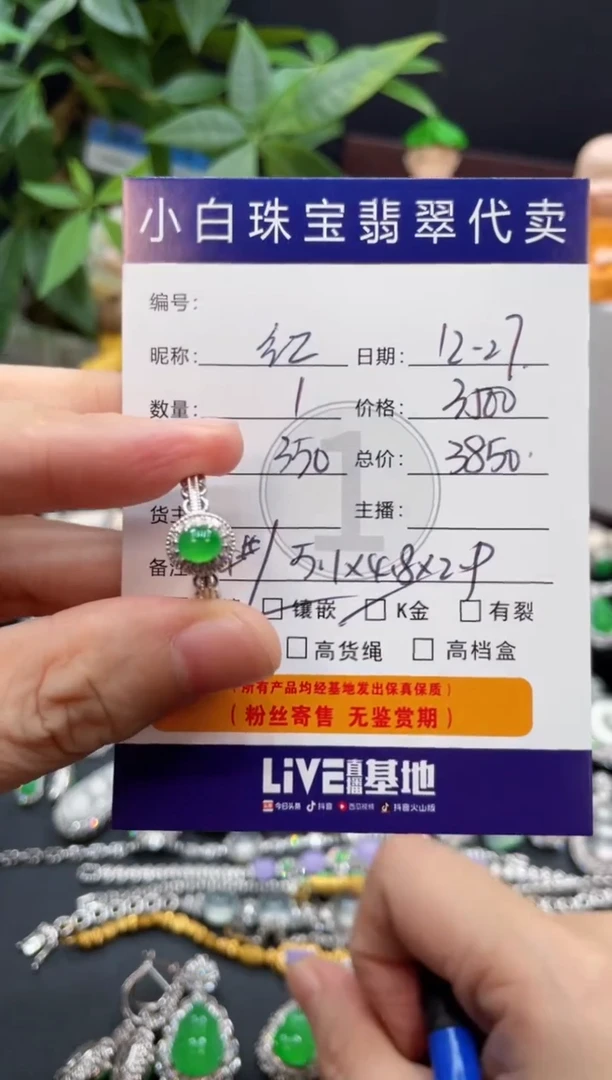 小白珠宝翡翠代卖
编号:
昵称: 红 日期: 12-27
数量: 1 价格: 3500
350 总价: 3850
货主 主播:
备注 5.1×4.8×2.9
镶嵌 K金 有裂
高货绳 高档盒
(所有产品均经基地发出保真保质)
(粉丝寄售 无鉴赏期)
LiVE直播基地
今日头条 抖音 西瓜视频 抖音火山版